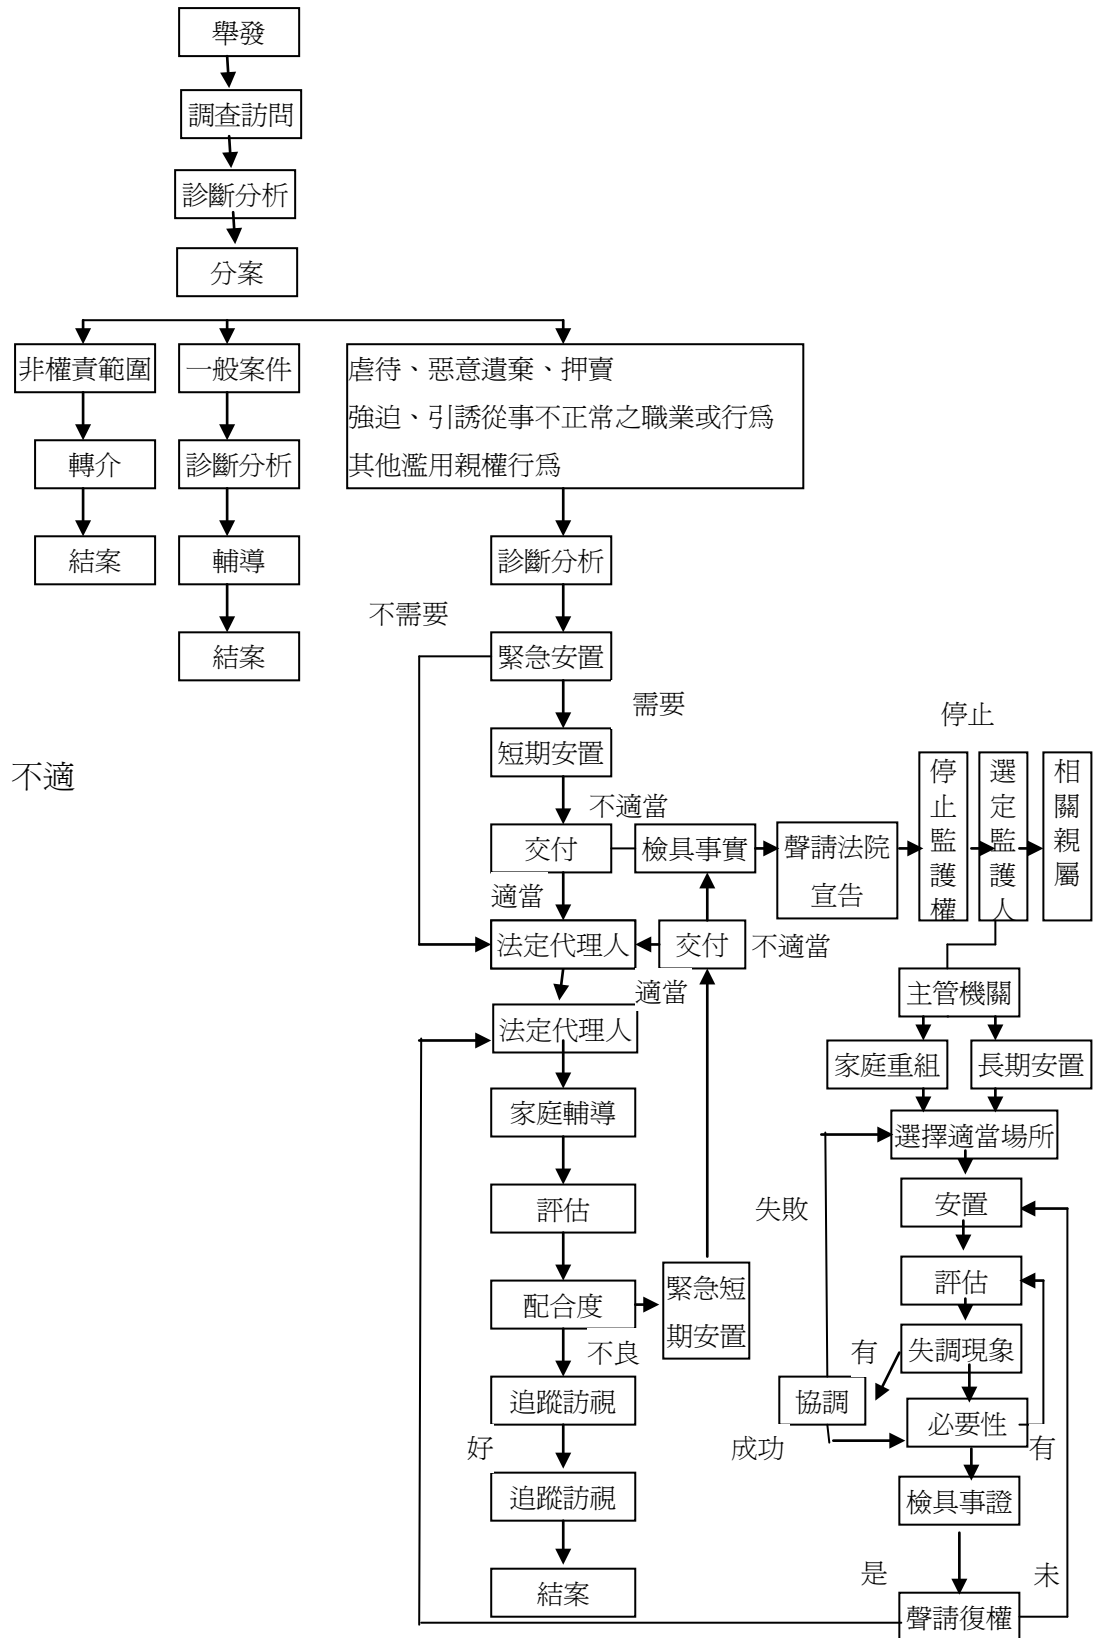 舉發
調查訪問
診斷分析
分案
非權責範圍
一般案件
虐待、惡意遺棄、押賣
強迫、引誘從事不正常之職業或行為
其他濫用親權行為
轉介
診斷分析
結案
輔導
診斷分析
不需要
結案
緊急安置
需要
停止
短期安置
不適
停止監護權
選定監護人
相關親屬
不適當
交付
檢具事實
聲請法院
宣告
適當
法定代理人
交付
不適當
適當
主管機關
法定代理人
家庭重組
長期安置
家庭輔導
選擇適當場所
評估
失敗
安置
配合度
緊急短
期安置
評估
不良
有
失調現象
追蹤訪視
協調
必要性
好
成功
有
追蹤訪視
檢具事證
結案
是
未
聲請復權